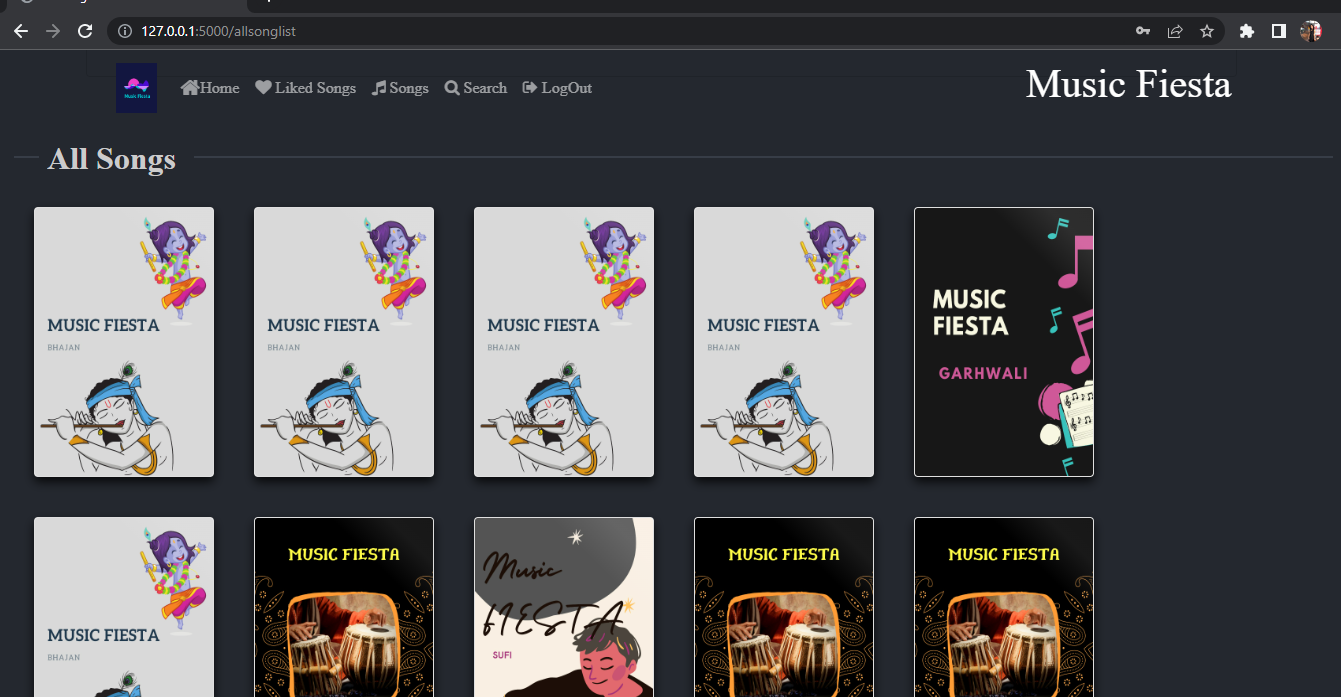 127.0.0.1:5000/allsonglist
Music Fiesta
Home Liked Songs Songs Search LogOut
Music Fiesta
All Songs
MUSIC FIESTA
BHAJAN
MUSIC FIESTA
BHAJAN
MUSIC FIESTA
BHAJAN
MUSIC FIESTA
BHAJAN
MUSIC
FIESTA
GARHWALI
MUSIC FIESTA
BHAJAN
MUSIC FIESTA
Music
FIESTA
SUFI
MUSIC FIESTA
MUSIC FIESTA